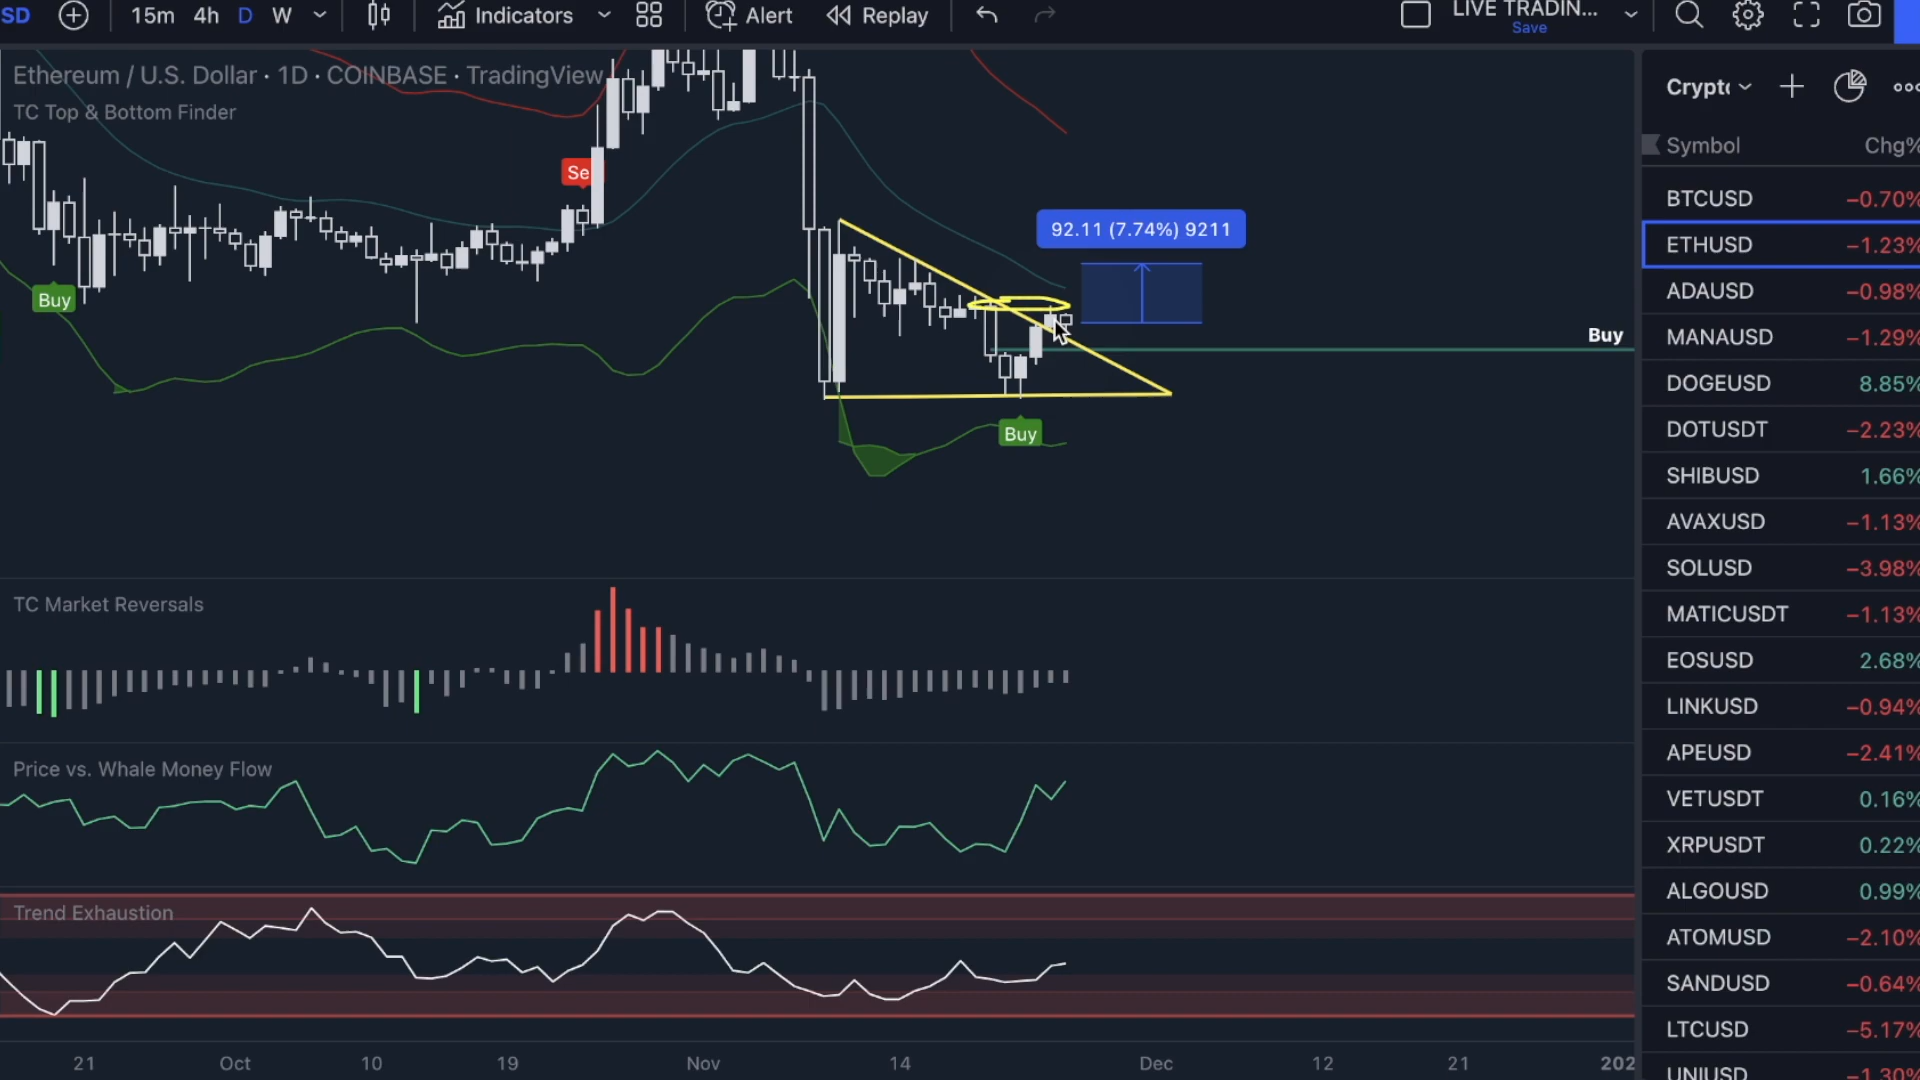 SD 15m 4h D W Indicators Alert Replay LIVE TRADIN...
Save
Ethereum / U.S. Dollar · 1D · COINBASE · TradingView
TC Top & Bottom Finder
Crypt
Symbol Chg%
Se
Buy
92.11 (7.74%) 9211
Buy
Buy
BTCUSD −0.70%
ETHUSD −1.23%
ADAUSD −0.98%
MANAUSD −1.29%
DOGEUSD 8.85%
DOTUSDT −2.23%
SHIBUSD 1.66%
AVAXUSD −1.13%
SOLUSD −3.98%
MATICUSDT −1.13%
EOSUSD 2.68%
LINKUSD −0.94%
APEUSD −2.41%
VETUSDT 0.16%
XRPUSDT 0.22%
ALGOUSD 0.99%
ATOMUSD −2.10%
SANDUSD −0.64%
LTCUSD −5.17%
UNIUSD −1.30%
TC Market Reversals
Price vs. Whale Money Flow
Trend Exhaustion
21 Oct 10 19 Nov 14 Dec 12 21 202